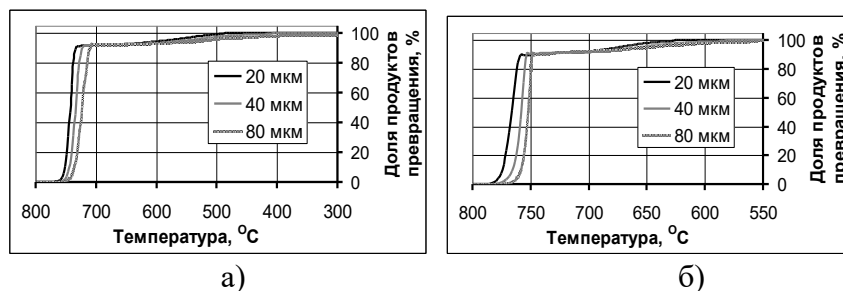 100
80
60
40
20
0
Доля продуктов
превращения, %
20 мкм
40 мкм
80 мкм
800 700 600 500 400 300
Температура, ᴼС
а)
100
80
60
40
20
0
Доля продуктов
превращения, %
20 мкм
40 мкм
80 мкм
800 750 700 650 600 550
Температура, ᴼС
б)